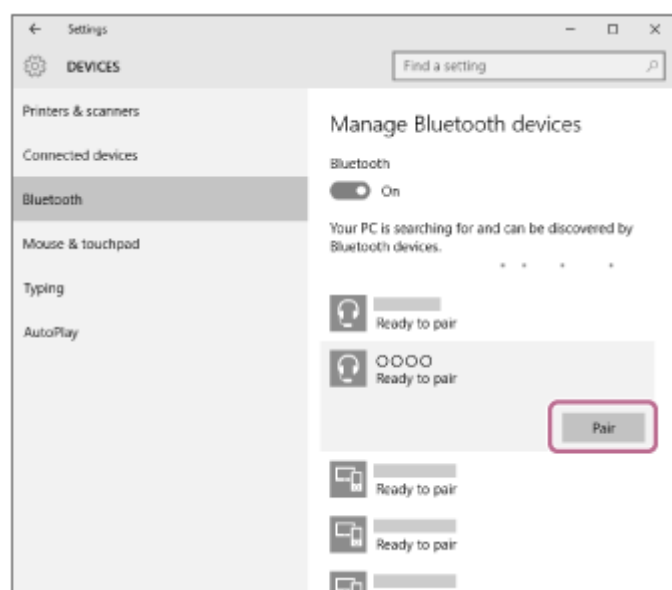 Settings
DEVICES
Find a setting
Printers & scanners
Connected devices
Bluetooth
Mouse & touchpad
Typing
AutoPlay
Manage Bluetooth devices
Bluetooth
On
Your PC is searching for and can be discovered by
Bluetooth devices.
Ready to pair
OOOO
Ready to pair
Pair
Ready to pair
Ready to pair